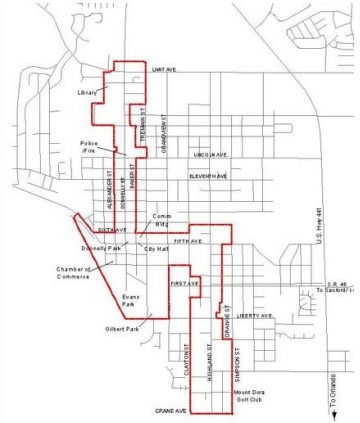 LIMIT AVE
Library
TREMAIN ST
GRANDVIEW ST
Police
/Fire
LINCOLN AVE.
ELEVENTH AVE
ALEXANDER ST
DONNELLY ST
BAKER ST
U.S. Hwy 441
Comm
Bldg
SIXTH AVE
FIFTH AVE
Donnelly Park
City Hall
Chamber of
Commerce
FIRST AVE
S.R. 46
To Sanford/I-4
Evans
Park
Gilbert Park
LIBERTY AVE.
ORANGE ST
CLAYTON ST
HIGHLAND ST
SIMPSON ST
Mount Dora
Golf Club
CRANE AVE
To Orlando